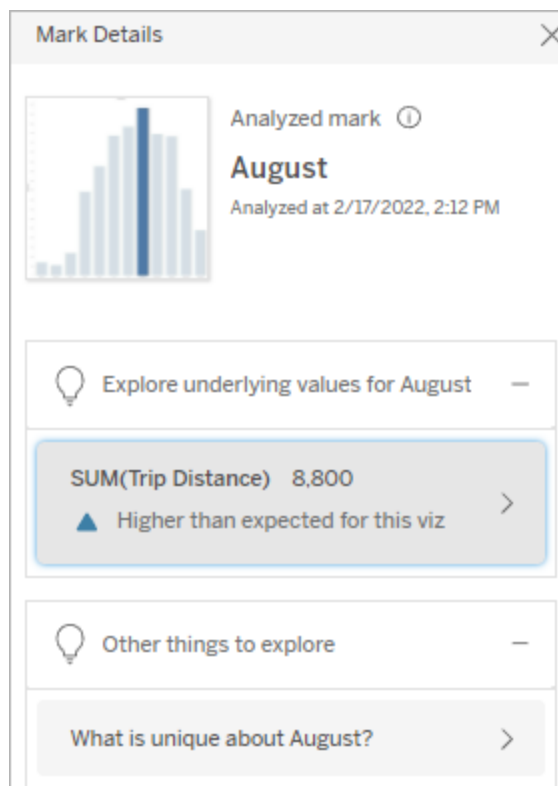 Mark Details
Analyzed mark
August
Analyzed at 2/17/2022, 2:12 PM
Explore underlying values for August
SUM(Trip Distance) 8,800
Higher than expected for this viz
Other things to explore
What is unique about August?